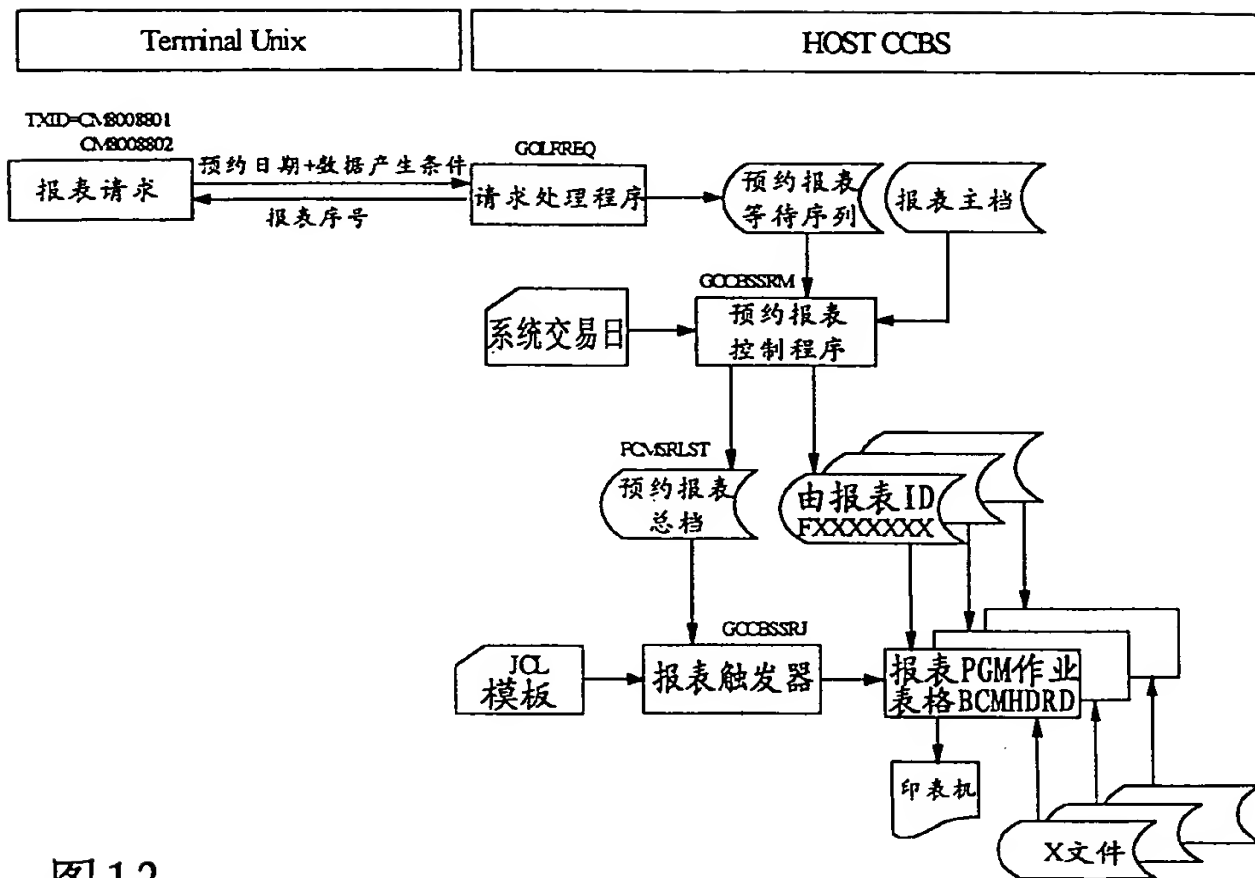 Terminal Unix
HOST CCBS
TXID=CM8008801
CM8008802
报表请求
预约日期+数据产生条件
报表序号
GCLRREQ
请求处理程序
预约报表
等待序列
报表主档
GCCBSSRM
系统交易日
预约报表
控制程序
FCMSRLST
预约报表
总档
由报表ID
FXXXXXXX
GCCBSSRJ
JCL
模板
报表触发器
报表PGM作业
表格BCMHDRD
印表机
X文件
图12